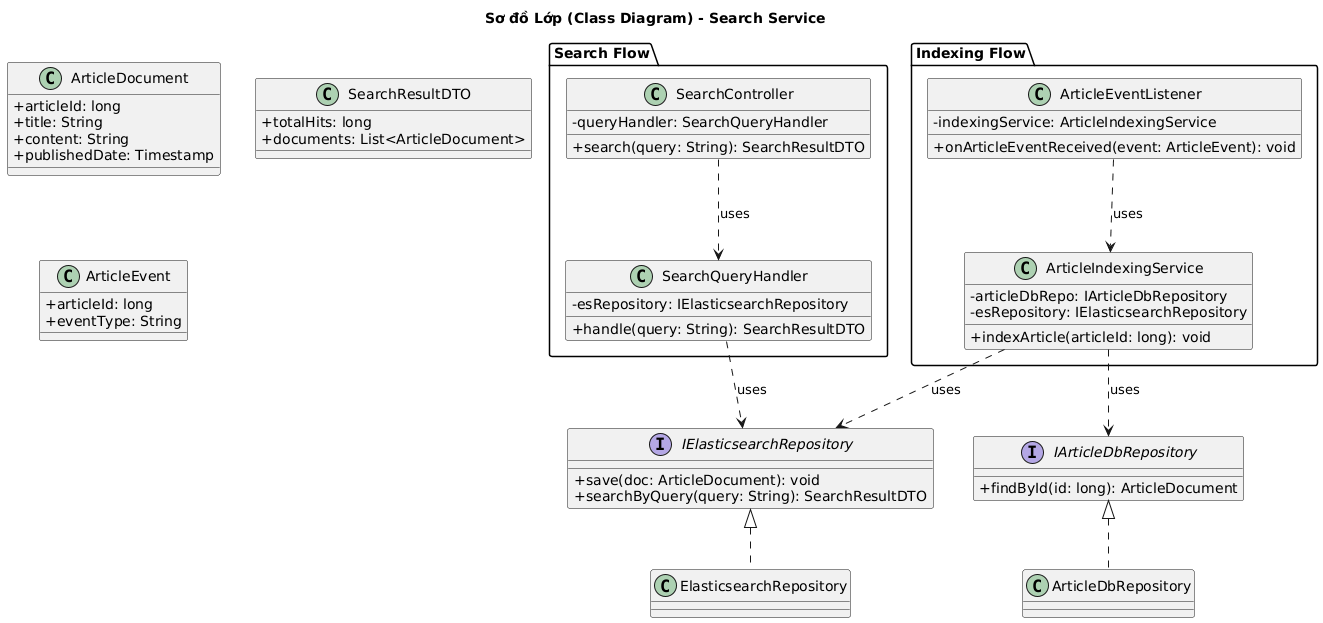 Sơ đồ Lớp (Class Diagram) - Search Service
C ArticleDocument
+articleId: long
+title: String
+content: String
+publishedDate: Timestamp
C SearchResultDTO
+totalHits: long
+documents: List<ArticleDocument>
Search Flow
C SearchController
-queryHandler: SearchQueryHandler
+search(query: String): SearchResultDTO
Indexing Flow
C ArticleEventListener
-indexingService: ArticleIndexingService
+onArticleEventReceived(event: ArticleEvent): void
uses
uses
C ArticleEvent
+articleId: long
+eventType: String
C SearchQueryHandler
-esRepository: IElasticsearchRepository
+handle(query: String): SearchResultDTO
C ArticleIndexingService
-articleDbRepo: IArticleDbRepository
-esRepository: IElasticsearchRepository
+indexArticle(articleId: long): void
uses
uses
uses
I IElasticsearchRepository
+save(doc: ArticleDocument): void
+searchByQuery(query: String): SearchResultDTO
I IArticleDbRepository
+findById(id: long): ArticleDocument
C ElasticsearchRepository
C ArticleDbRepository